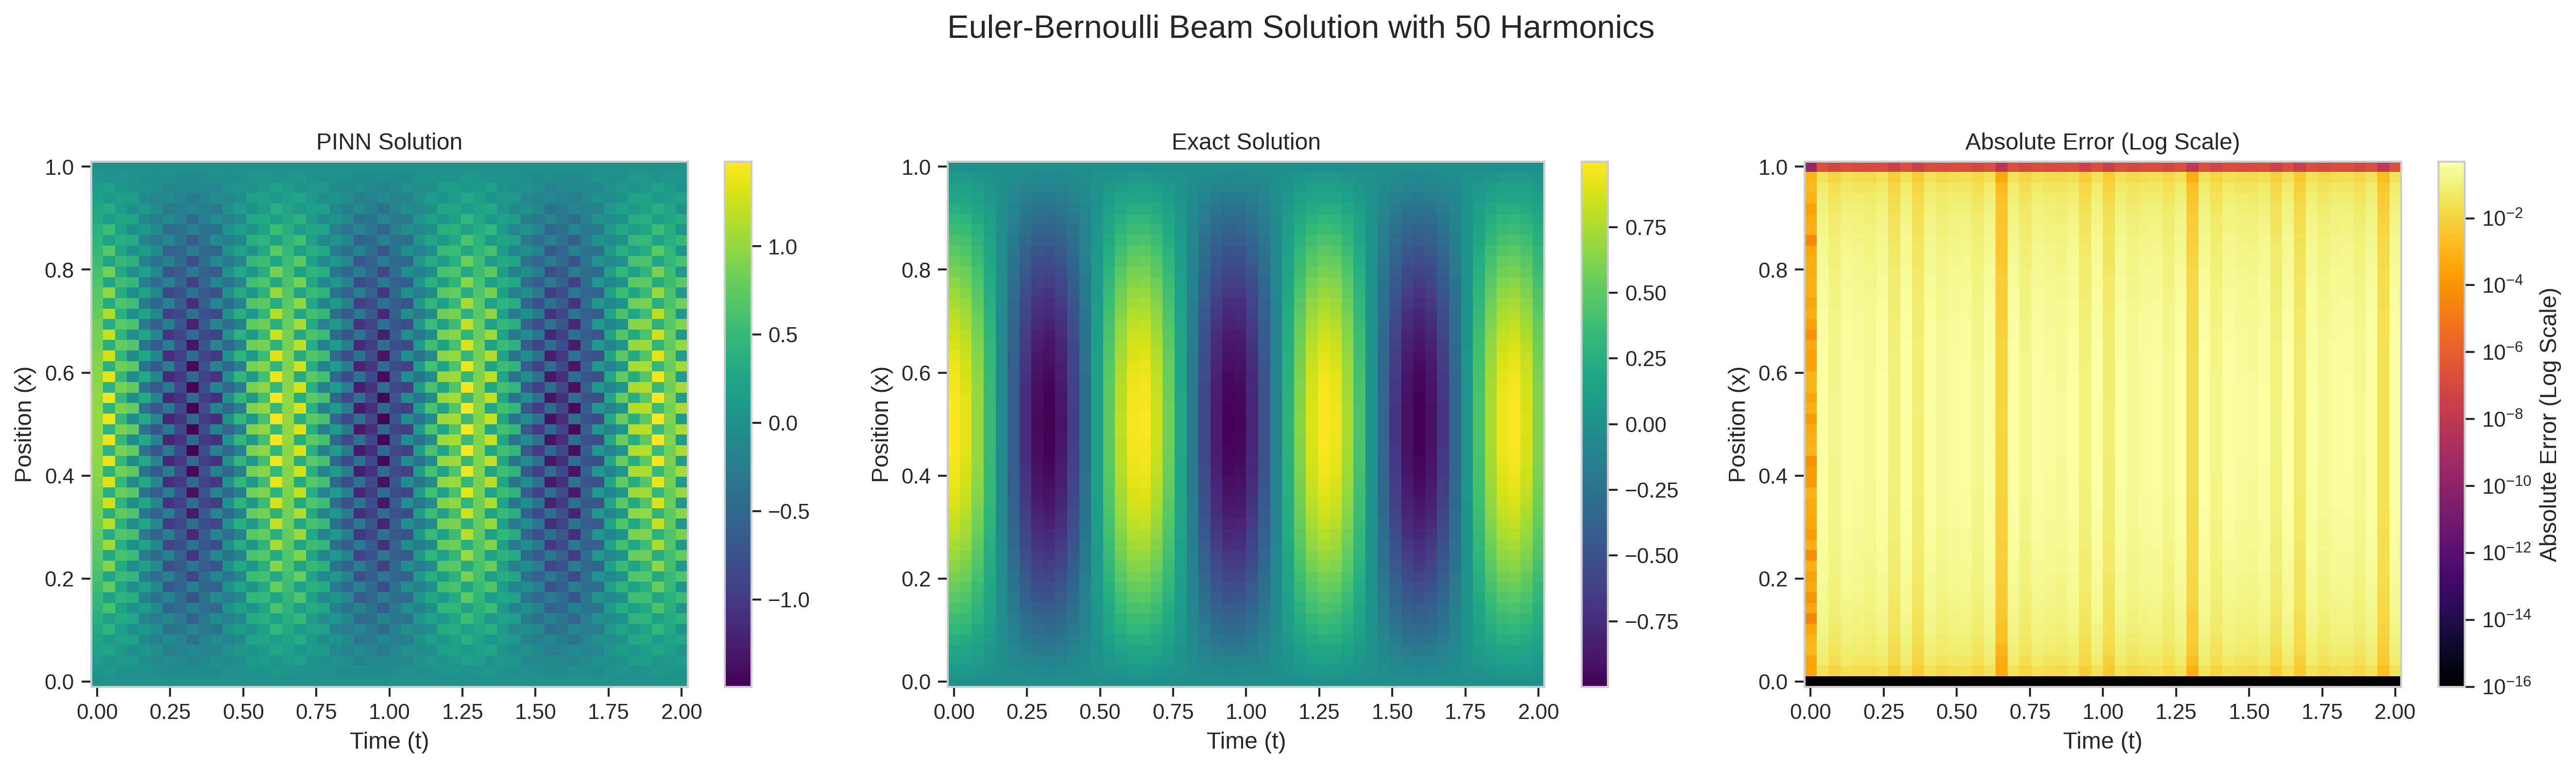 Euler-Bernoulli Beam Solution with 50 Harmonics
PINN Solution
Position (x)
1.0
0.8
0.6
0.4
0.2
0.0
0.00 0.25 0.50 0.75 1.00 1.25 1.50 1.75 2.00
Time (t)
1.0
0.5
0.0
−0.5
−1.0
Exact Solution
Position (x)
1.0
0.8
0.6
0.4
0.2
0.0
0.00 0.25 0.50 0.75 1.00 1.25 1.50 1.75 2.00
Time (t)
0.75
0.50
0.25
0.00
−0.25
−0.50
−0.75
Absolute Error (Log Scale)
Position (x)
1.0
0.8
0.6
0.4
0.2
0.0
0.00 0.25 0.50 0.75 1.00 1.25 1.50 1.75 2.00
Time (t)
10⁻²
10⁻⁴
10⁻⁶
10⁻⁸
10⁻¹⁰
10⁻¹²
10⁻¹⁴
10⁻¹⁶
Absolute Error (Log Scale)